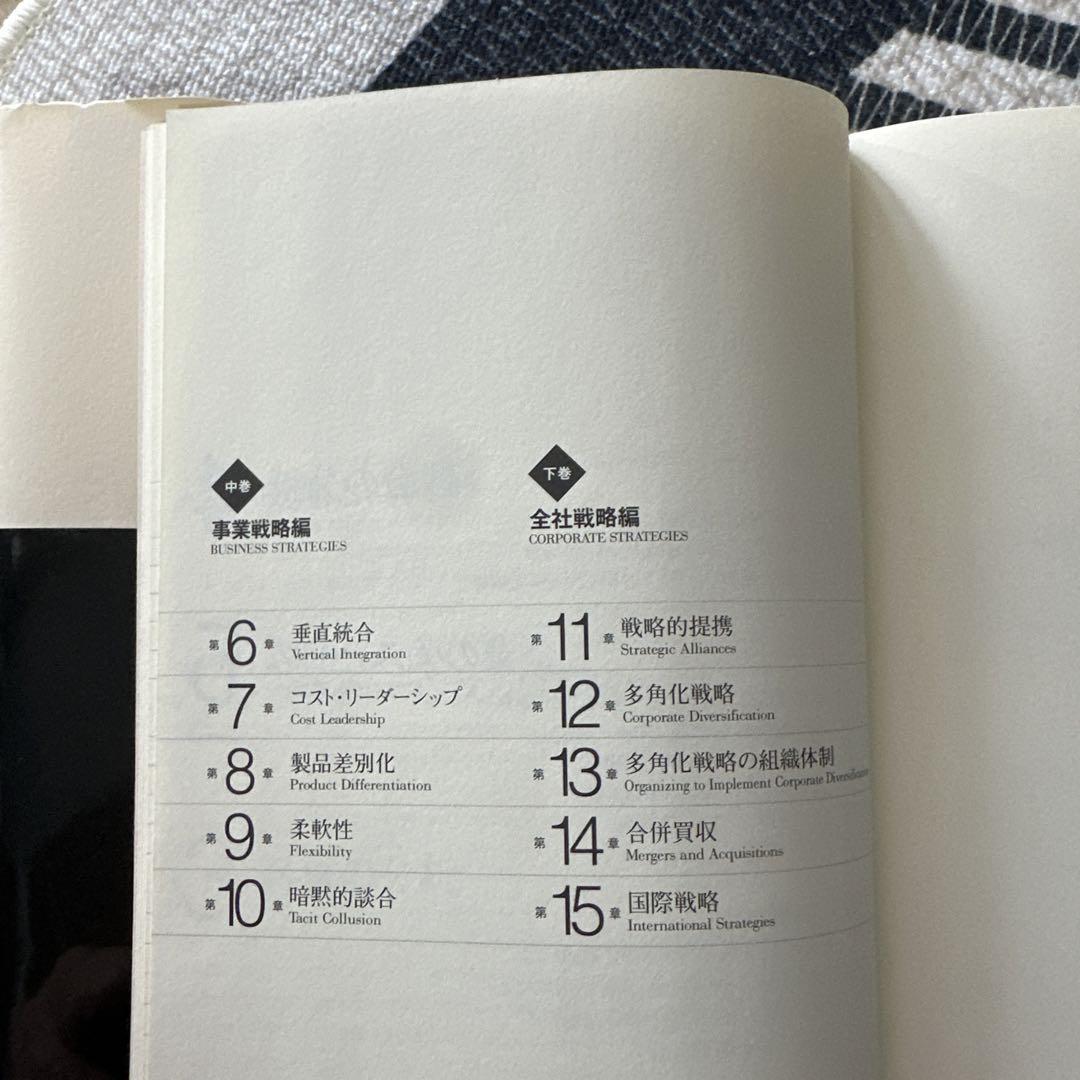 中巻
事業戦略編
BUSINESS STRATEGIES
第6章 垂直統合
Vertical Integration
第7章 コスト・リーダーシップ
Cost Leadership
第8章 製品差別化
Product Differentiation
第9章 柔軟性
Flexibility
第10章 暗黙的談合
Tacit Collusion
下巻
全社戦略編
CORPORATE STRATEGIES
第11章 戦略的提携
Strategic Alliances
第12章 多角化戦略
Corporate Diversification
第13章 多角化戦略の組織体制
Organizing to Implement Corporate Diversification
第14章 合併買収
Mergers and Acquisitions
第15章 国際戦略
International Strategies